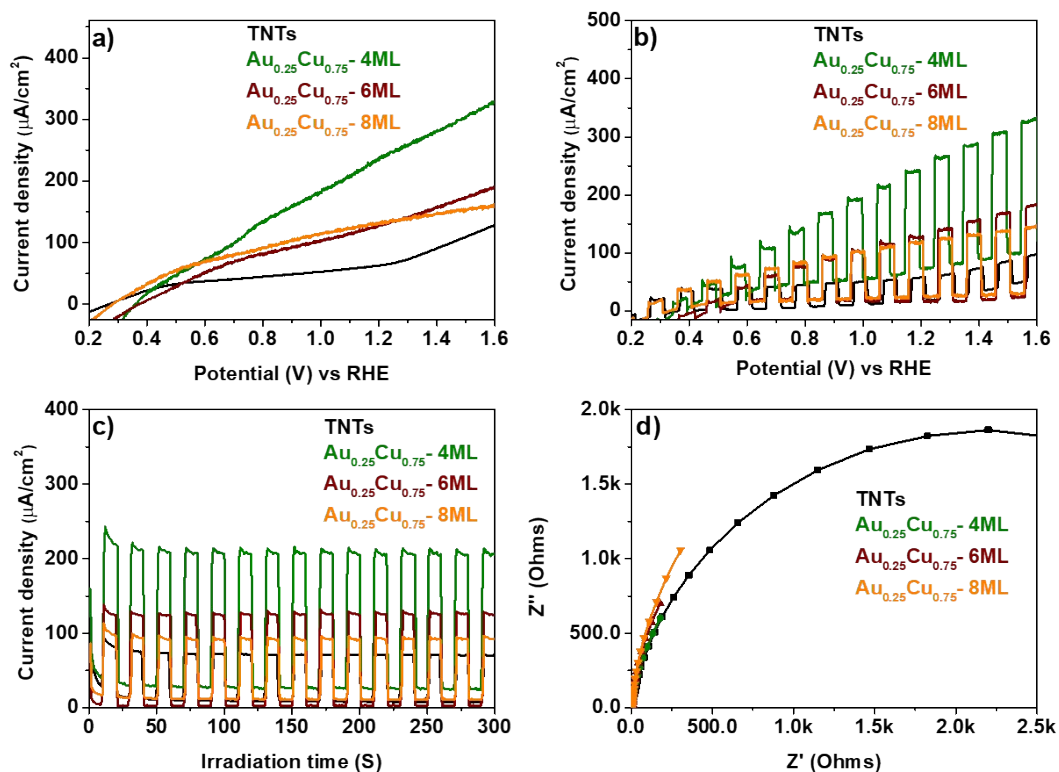 a)
TNTs
Au0.25Cu0.75- 4ML
Au0.25Cu0.75- 6ML
Au0.25Cu0.75- 8ML
Current density (µA/cm²)
400
300
200
100
0
0.2 0.4 0.6 0.8 1.0 1.2 1.4 1.6
Potential (V) vs RHE
b)
TNTs
Au0.25Cu0.75- 4ML
Au0.25Cu0.75- 6ML
Au0.25Cu0.75- 8ML
Current density (µA/cm²)
500
400
300
200
100
0
0.2 0.4 0.6 0.8 1.0 1.2 1.4 1.6
Potential (V) vs RHE
c)
TNTs
Au0.25Cu0.75- 4ML
Au0.25Cu0.75- 6ML
Au0.25Cu0.75- 8ML
Current density (µA/cm²)
400
300
200
100
0
0 50 100 150 200 250 300
Irradiation time (S)
d)
TNTs
Au0.25Cu0.75- 4ML
Au0.25Cu0.75- 6ML
Au0.25Cu0.75- 8ML
Z'' (Ohms)
2.0k
1.5k
1.0k
500.0
0.0
0.0 500.0 1.0k 1.5k 2.0k 2.5k
Z' (Ohms)